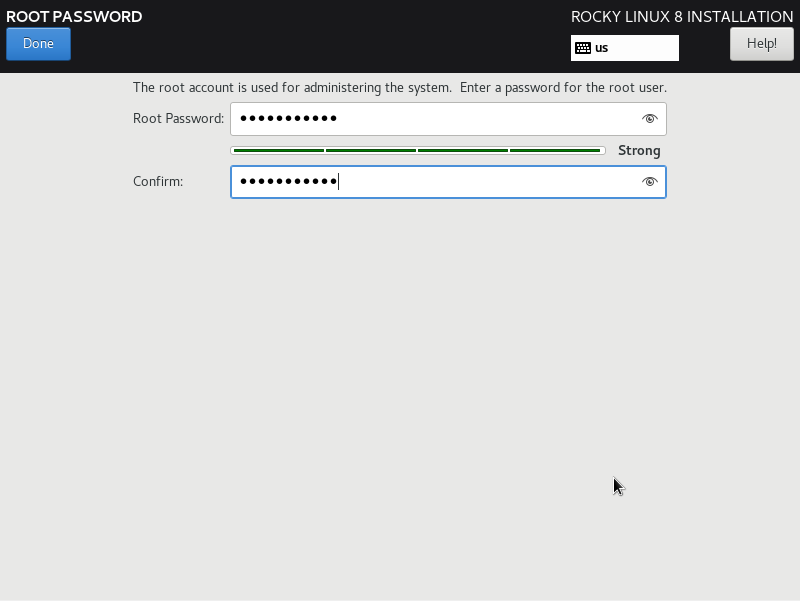 ROOT PASSWORD
ROCKY LINUX 8 INSTALLATION
Done
us
Help!
The root account is used for administering the system.  Enter a password for the root user.
Root Password: ●●●●●●●●●●●
Strong
Confirm: ●●●●●●●●●●●